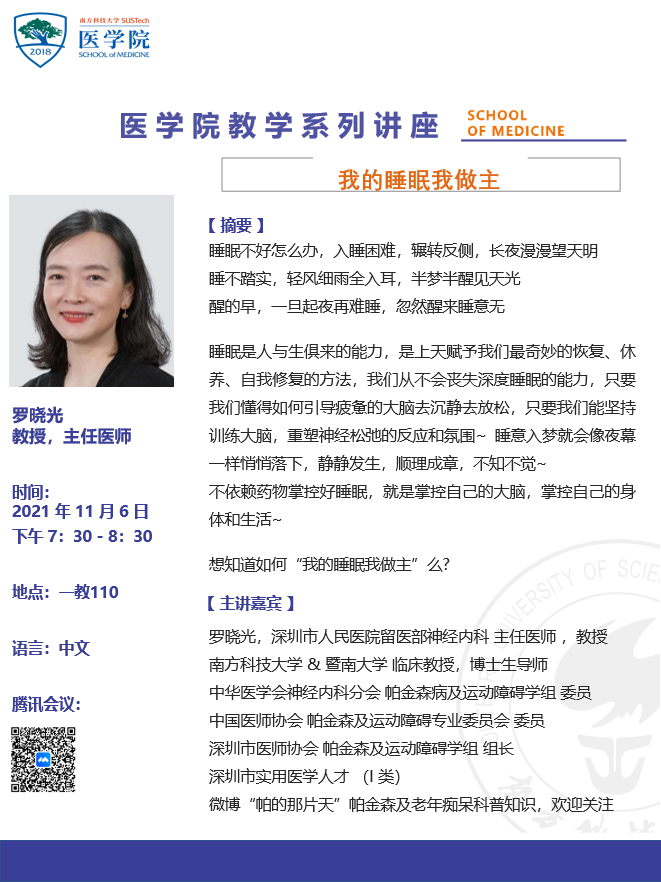 南方科技大学 SUSTech
医学院
SCHOOL of MEDICINE
2018
医学院教学系列讲座
SCHOOL
OF MEDICINE
我的睡眠我做主
【 摘要 】
睡眠不好怎么办，入睡困难，辗转反侧，长夜漫漫望天明
睡不踏实，轻风细雨全入耳，半梦半醒见天光
醒的早，一旦起夜再难睡，忽然醒来睡意无
睡眠是人与生俱来的能力，是上天赋予我们最奇妙的恢复、休
养、自我修复的方法，我们从不会丧失深度睡眠的能力，只要
我们懂得如何引导疲惫的大脑去沉静去放松，只要我们能坚持
训练大脑，重塑神经松弛的反应和氛围~ 睡意入梦就会像夜幕
一样悄悄落下，静静发生，顺理成章，不知不觉~
不依赖药物掌控好睡眠，就是掌控自己的大脑，掌控自己的身
体和生活~
想知道如何“我的睡眠我做主”么?
罗晓光
教授，主任医师
时间：
2021 年 11 月 6 日
下午 7：30 - 8：30
地点：一教110
语言：中文
腾讯会议：
【 主讲嘉宾 】
罗晓光，深圳市人民医院留医部神经内科 主任医师 ，教授
南方科技大学 & 暨南大学 临床教授，博士生导师
中华医学会神经内科分会 帕金森病及运动障碍学组 委员
中国医师协会 帕金森及运动障碍专业委员会 委员
深圳市医师协会 帕金森及运动障碍学组 组长
深圳市实用医学人才 （I 类）
微博“帕的那片天”帕金森及老年痴呆科普知识，欢迎关注
UNIVERSITY OF SCIE